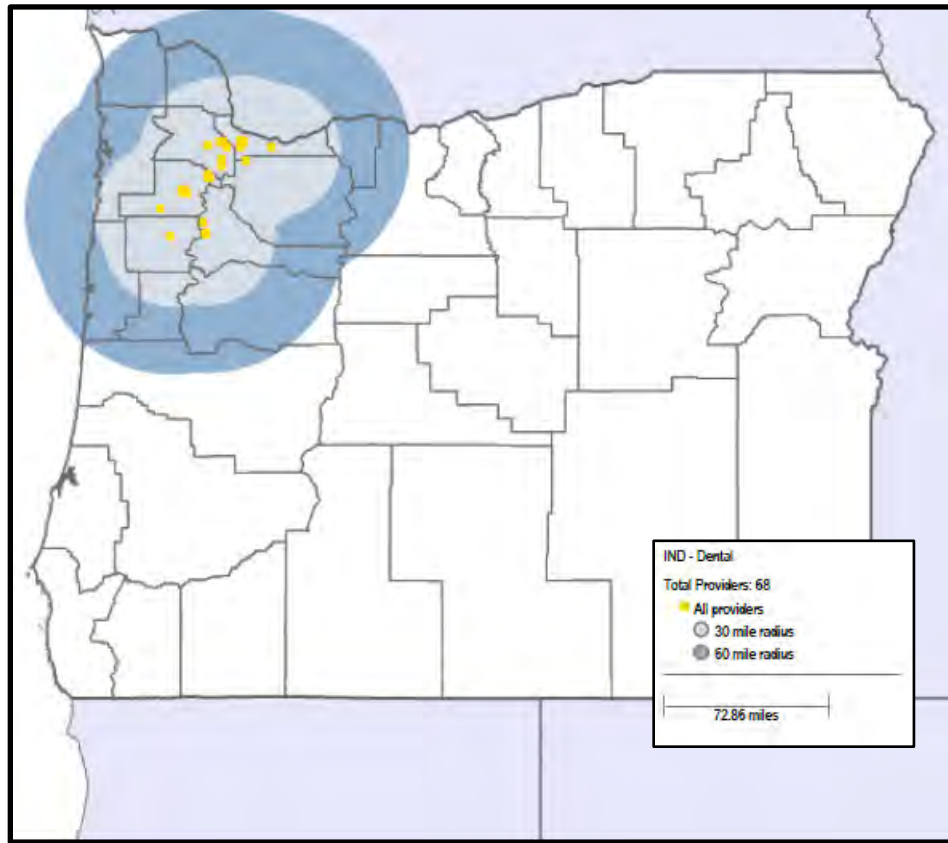 IND - Dental
Total Providers: 68
All providers
30 mile radius
60 mile radius
72.86 miles